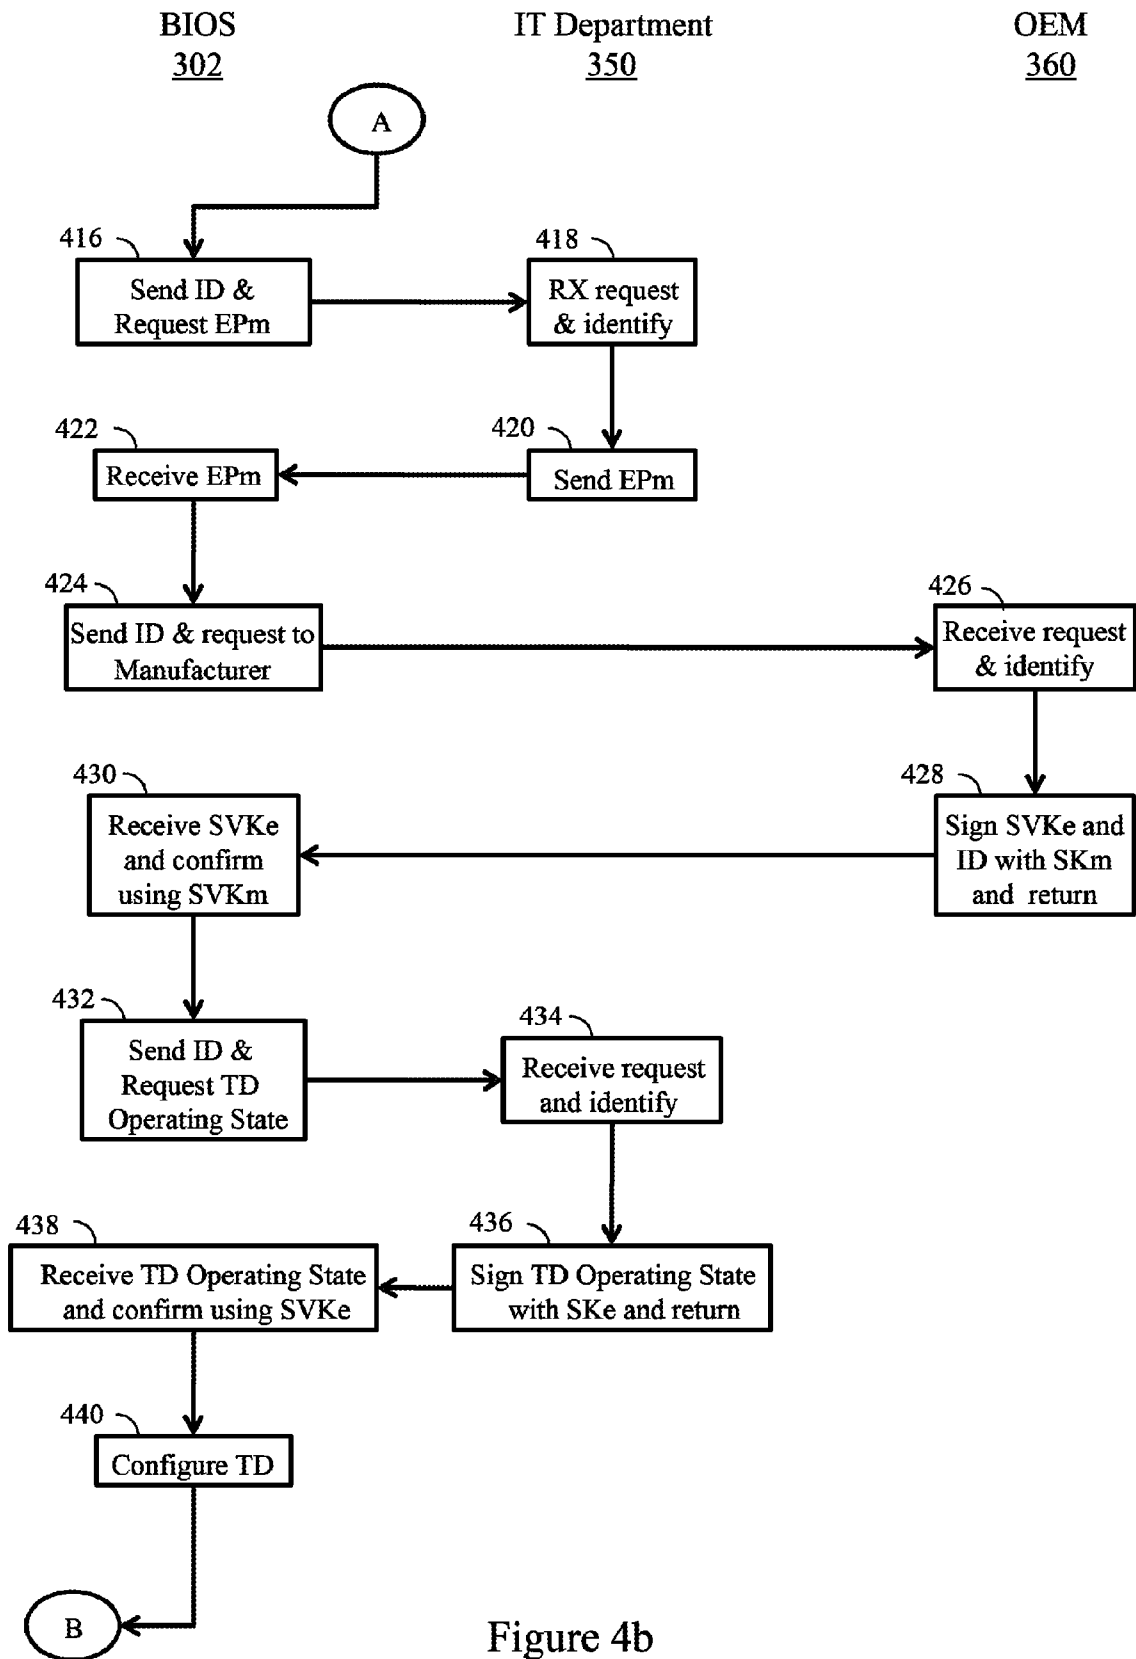 BIOS
302
IT Department
350
OEM
360
A
416
Send ID &
Request EPm
418
RX request
& identify
422
Receive EPm
420
Send EPm
424
Send ID & request to
Manufacturer
426
Receive request
& identify
430
Receive SVKe
and confirm
using SVKm
428
Sign SVKe and
ID with SKm
and return
432
Send ID &
Request TD
Operating State
434
Receive request
and identify
438
Receive TD Operating State
and confirm using SVKe
436
Sign TD Operating State
with SKe and return
440
Configure TD
B
Figure 4b